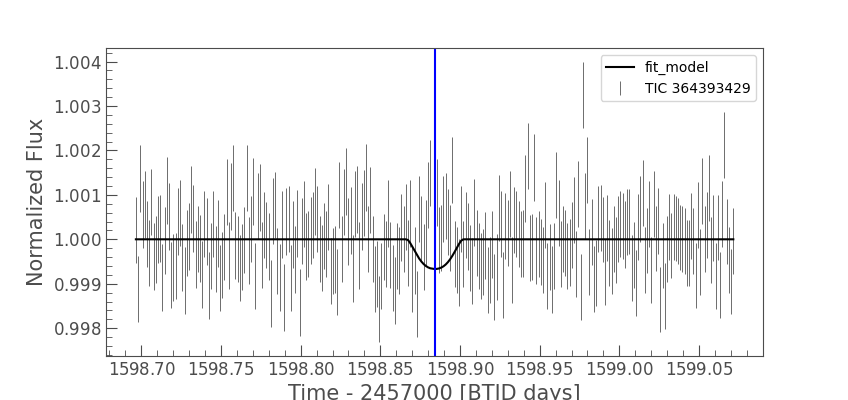 1.004
1.003
1.002
1.001
1.000
0.999
0.998
Normalized Flux
fit_model
TIC 364393429
1598.70 1598.75 1598.80 1598.85 1598.90 1598.95 1599.00 1599.05
Time - 2457000 [BTJD days]